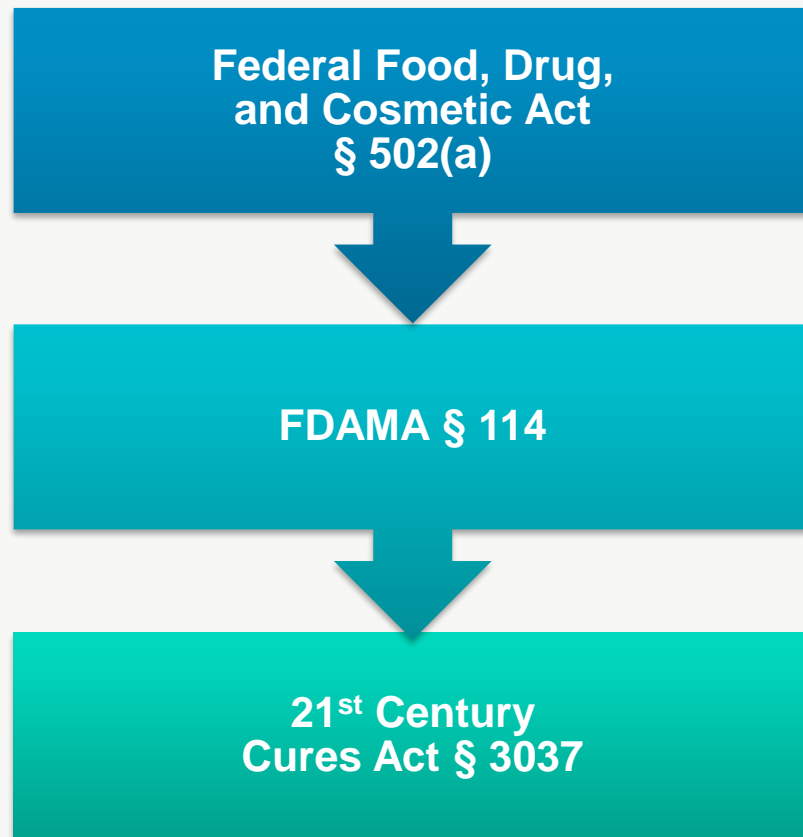 Federal Food, Drug,
and Cosmetic Act
§ 502(a)
FDAMA § 114
21st Century
Cures Act § 3037